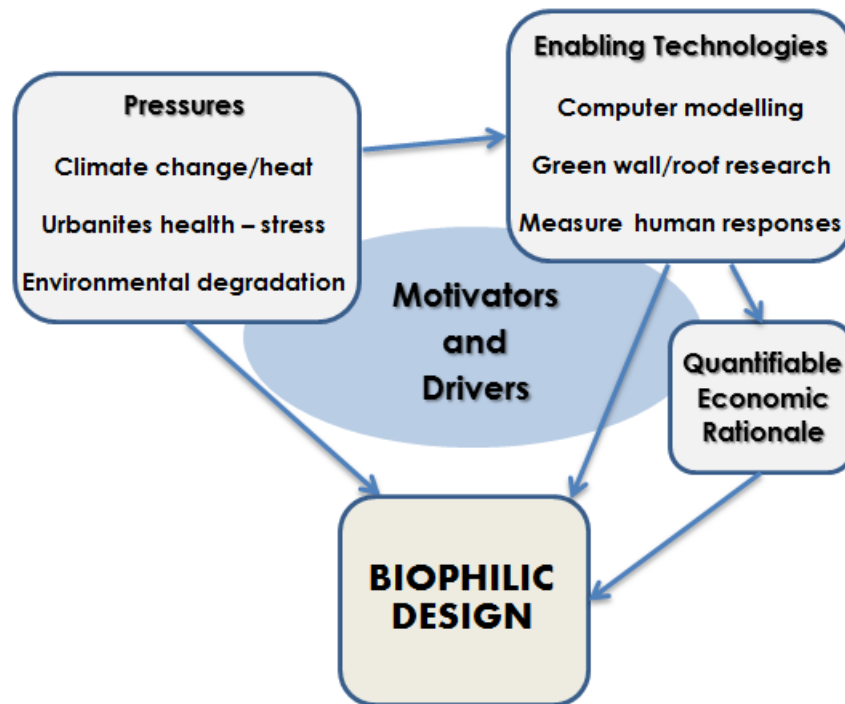 Pressures
Climate change/heat
Urbanites health – stress
Environmental degradation
Enabling Technologies
Computer modelling
Green wall/roof research
Measure human responses
Motivators
and
Drivers
Quantifiable
Economic
Rationale
BIOPHILIC
DESIGN